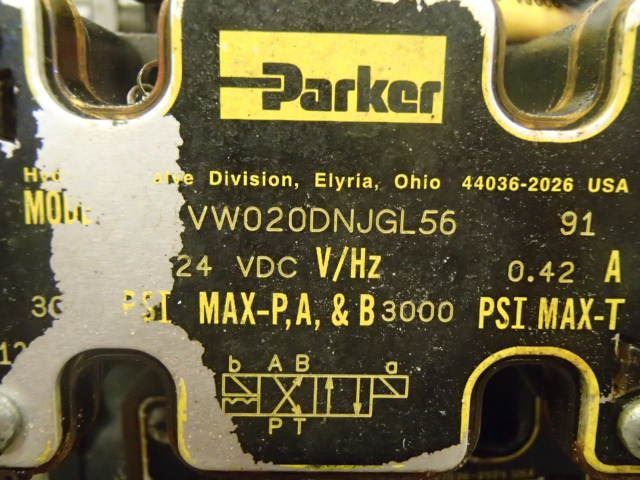 Parker
Division, Elyria, Ohio 44036-2026 USA
VW020DNJGL56 91
24 VDC V/Hz 0.42 A
PSI MAX-P, A, & B 3000 PSI MAX-T
b A B a
P T